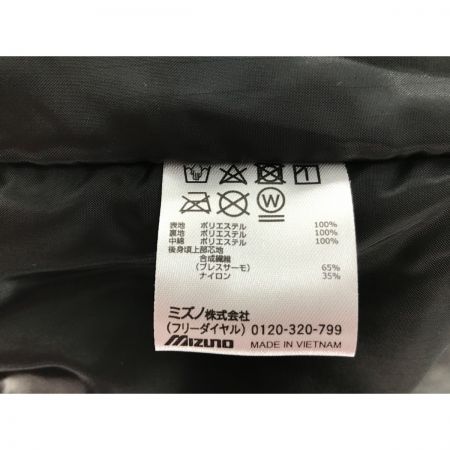 表地 ポリエステル 100%
裏地 ポリエステル 100%
中綿 ポリエステル 100%
後身頃上部芯地
合成繊維
(ブレスサーモ) 65%
ナイロン 35%
ミズノ株式会社
(フリーダイヤル) 0120-320-799
MIZUNO MADE IN VIETNAM